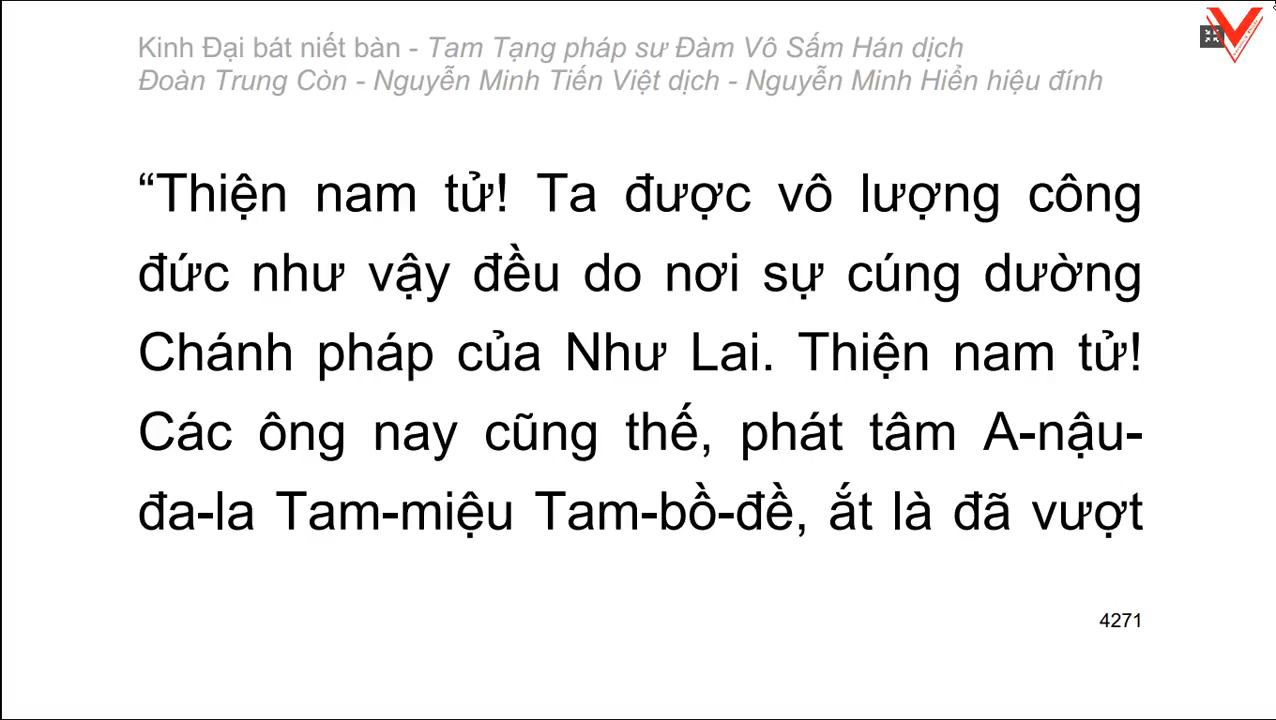 Kinh Đại bát niết bàn - Tam Tạng pháp sư Đàm Vô Sấm Hán dịch
Đoàn Trung Còn - Nguyễn Minh Tiến Việt dịch - Nguyễn Minh Hiển hiệu đính
“Thiện nam tử! Ta được vô lượng công
đức như vậy đều do nơi sự cúng dường
Chánh pháp của Như Lai. Thiện nam tử!
Các ông nay cũng thế, phát tâm A-nậu-
đa-la Tam-miệu Tam-bồ-đề, ắt là đã vượt
4271